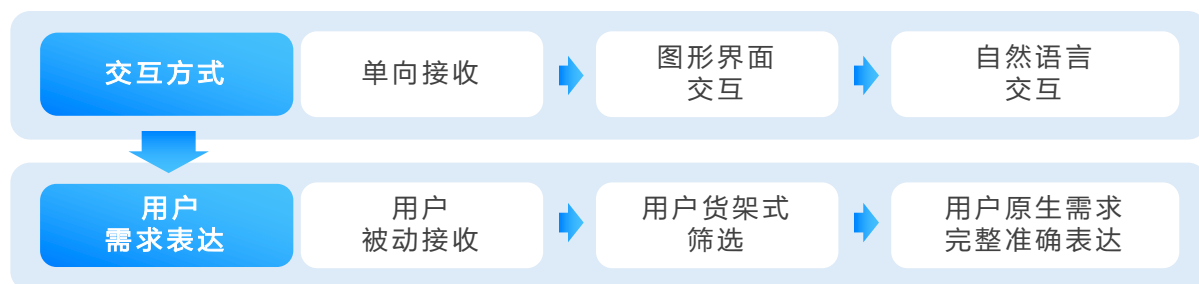 交互方式
单向接收
图形界面
交互
自然语言
交互
用户
需求表达
用户
被动接收
用户货架式
筛选
用户原生需求
完整准确表达